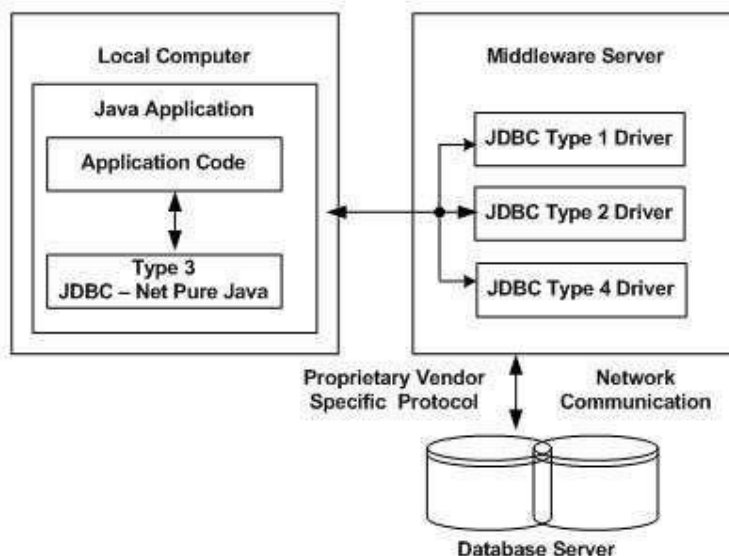 Local Computer
Java Application
Application Code
Type 3
JDBC – Net Pure Java
Middleware Server
JDBC Type 1 Driver
JDBC Type 2 Driver
JDBC Type 4 Driver
Proprietary Vendor
Specific Protocol
Network
Communication
Database Server